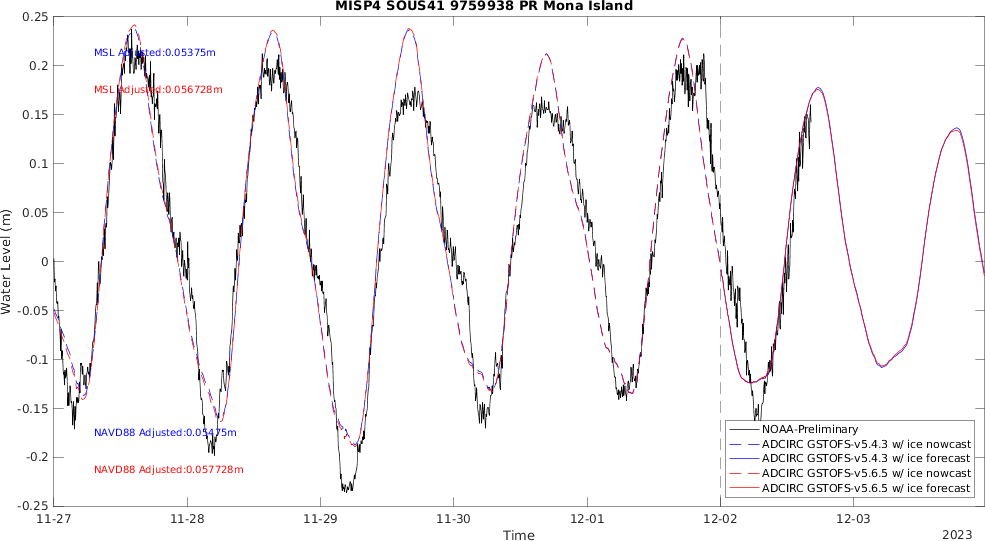 MISP4 SOUS41 9759938 PR Mona Island
0.25
0.2
0.15
0.1
0.05
0
-0.05
-0.1
-0.15
-0.2
-0.25
Water Level (m)
MSL Adjusted:0.05375m
MSL Adjusted:0.056728m
NAVD88 Adjusted:0.05475m
NAVD88 Adjusted:0.057728m
NOAA-Preliminary
ADCIRC GSTOFS-v5.4.3 w/ ice nowcast
ADCIRC GSTOFS-v5.4.3 w/ ice forecast
ADCIRC GSTOFS-v5.6.5 w/ ice nowcast
ADCIRC GSTOFS-v5.6.5 w/ ice forecast
11-27 11-28 11-29 11-30 12-01 12-02 12-03
Time
2023